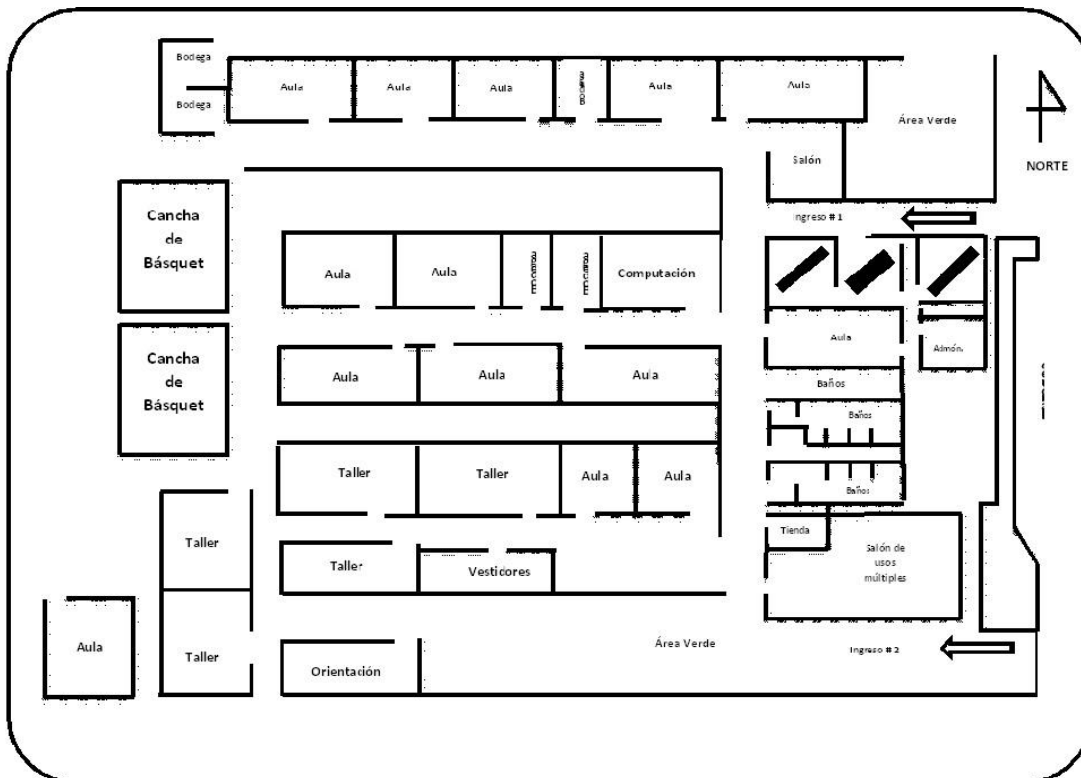 Bodega
Bodega
Aula
Aula
Aula
Aula
Aula
Área Verde
Salón
NORTE
Ingreso # 1
Cancha
de
Básquet
Aula
Aula
Computación
Cancha
de
Básquet
Aula
Aula
Aula
Aula
Admón.
Baños
Baños
Baños
Taller
Taller
Aula
Aula
Taller
Taller
Vestidores
Tienda
Salón de
usos
múltiples
Aula
Taller
Orientación
Área Verde
Ingreso # 2